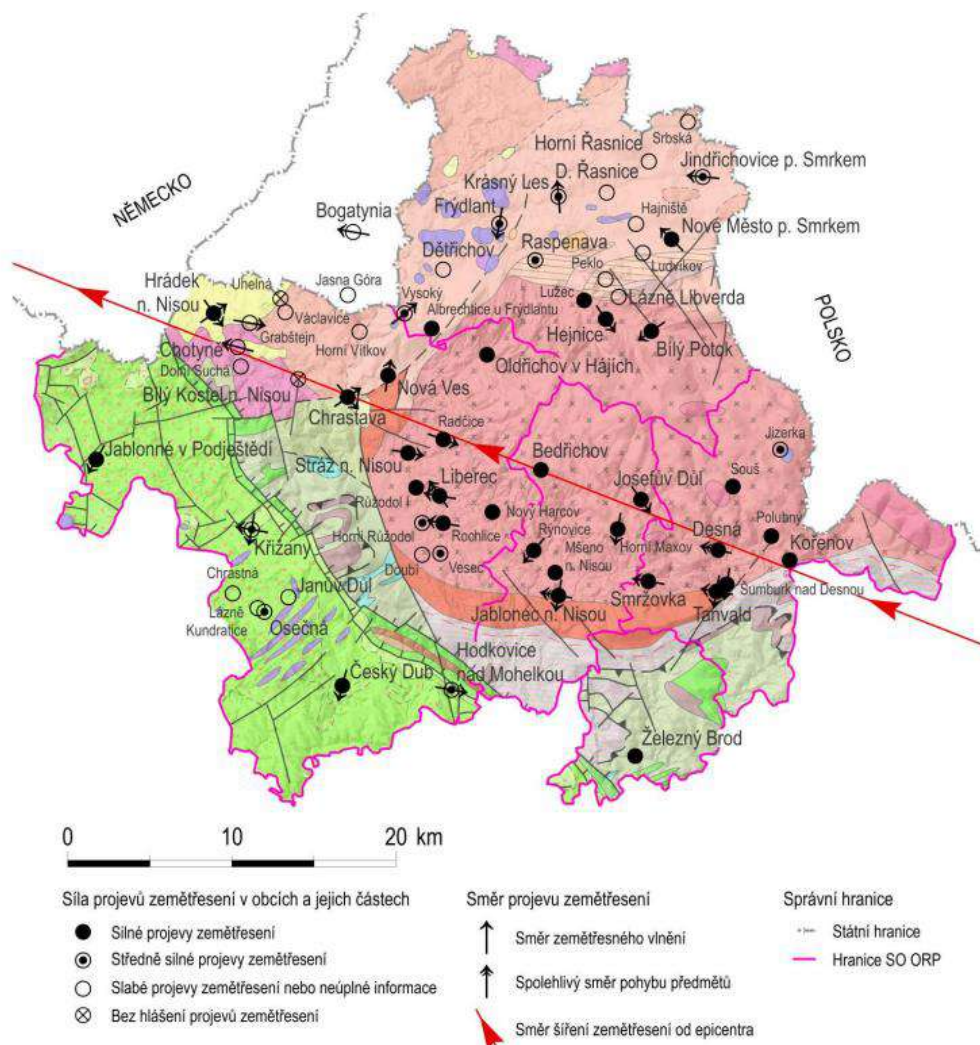 Srbská
Horní Řasnice
Jindřichovice p. Smrkem
D. Řasnice
Krásný Les
NĚMECKO
Bogatynia
Frýdlant
Hajniště
Nové Město p. Smrkem
Dětřichov
Raspenava
Ludvíkov
Peklo
Hrádek
n. Nisou
Uhelná
Jasna Góra
Vysoký
Lužec
Lázně Libverda
POLSKO
Václavice
Albrechtice u Frýdlantu
Grabštejn
Horní Vítkov
Hejnice
Bílý Potok
Chotyně
Dolní Suchá
Oldřichov v Hájích
Bílý Kostel n. Nisou
Nová Ves
Chrastava
Radčice
Jablonné v Podještědí
Stráž n. Nisou
Bedřichov
Jizerka
Liberec
Josefův Důl
Souš
Růžodol I
Nový Harcov
Polubný
Horní Růžodol
Rochlice
Rýnovice
Desná
Křižany
Mšeno
n. Nisou
Horní Maxov
Kořenov
Doubí
Vesec
Chrastná
Janův Důl
Smržovka
Šumburk nad Desnou
Lázně
Kundratice
Jablonec n. Nisou
Tanvald
Osečná
Hodkovice
nad Mohelkou
Český Dub
Železný Brod
0 10 20 km
Síla projevů zemětřesení v obcích a jejich částech
Silné projevy zemětřesení
Středně silné projevy zemětřesení
Slabé projevy zemětřesení nebo neúplné informace
Bez hlášení projevů zemětřesení
Směr projevu zemětřesení
Směr zemětřesného vlnění
Spolehlivý směr pohybu předmětů
Směr šíření zemětřesení od epicentra
Správní hranice
Státní hranice
Hranice SO ORP